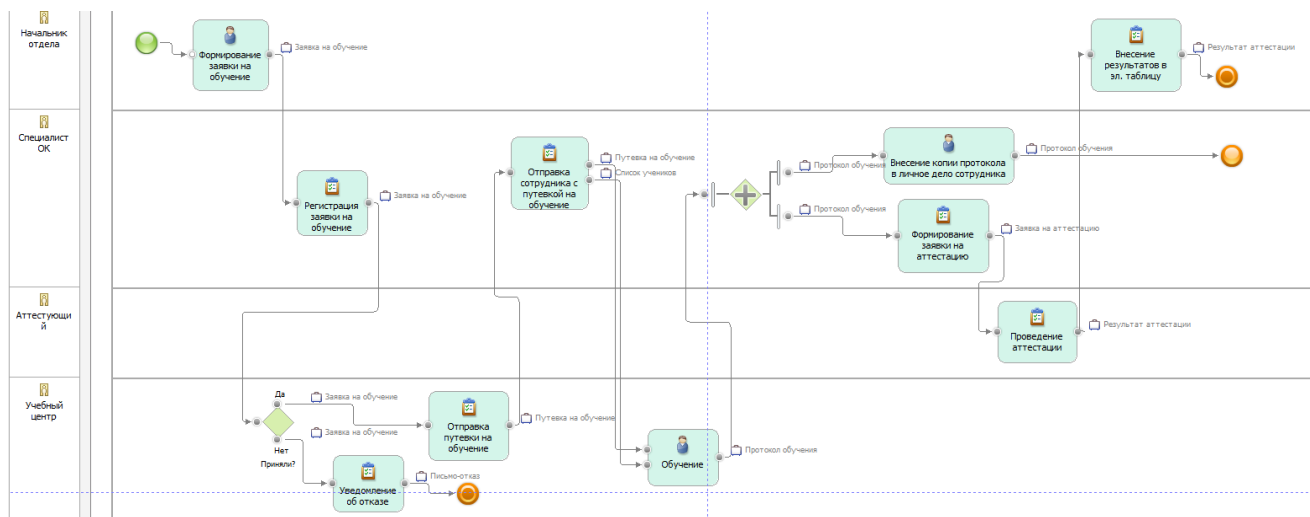 Начальник
отдела
Формирование
заявки на
обучение
Заявка на обучение
Внесение
результатов в
эл. таблицу
Результат аттестации
Специалист
ОК
Регистрация
заявки на
обучение
Заявка на обучение
Отправка
сотрудника с
путевкой на
обучение
Путевка на обучение
Список учеников
Протокол обучения
Внесение копии протокола
в личное дело сотрудника
Протокол обучения
Протокол обучения
Формирование
заявки на
аттестацию
Заявка на аттестацию
Аттестующи
й
Проведение
аттестации
Результат аттестации
Учебный
центр
Да
Заявка на обучение
Заявка на обучение
Нет
Приняли?
Отправка
путевки на
обучение
Путевка на обучение
Уведомление
об отказе
Письмо-отказ
Обучение
Протокол обучения